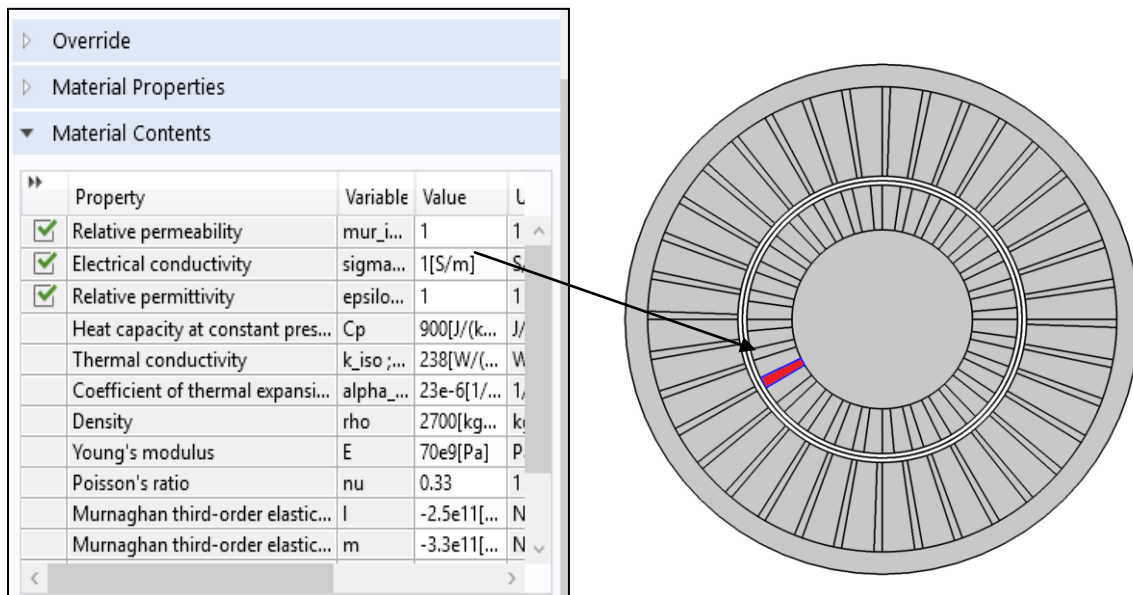 Override
Material Properties
Material Contents
Property Variable Value
Relative permeability mur_i... 1 1
Electrical conductivity sigma... 1[S/m] S/
Relative permittivity epsilo... 1 1
Heat capacity at constant pres... Cp 900[J/(k... J/
Thermal conductivity k_iso ;... 238[W/(... W
Coefficient of thermal expansi... alpha_... 23e-6[1/... 1/
Density rho 2700[kg... kg
Young's modulus E 70e9[Pa] P
Poisson's ratio nu 0.33 1
Murnaghan third-order elastic... l -2.5e11[... N
Murnaghan third-order elastic... m -3.3e11[... N